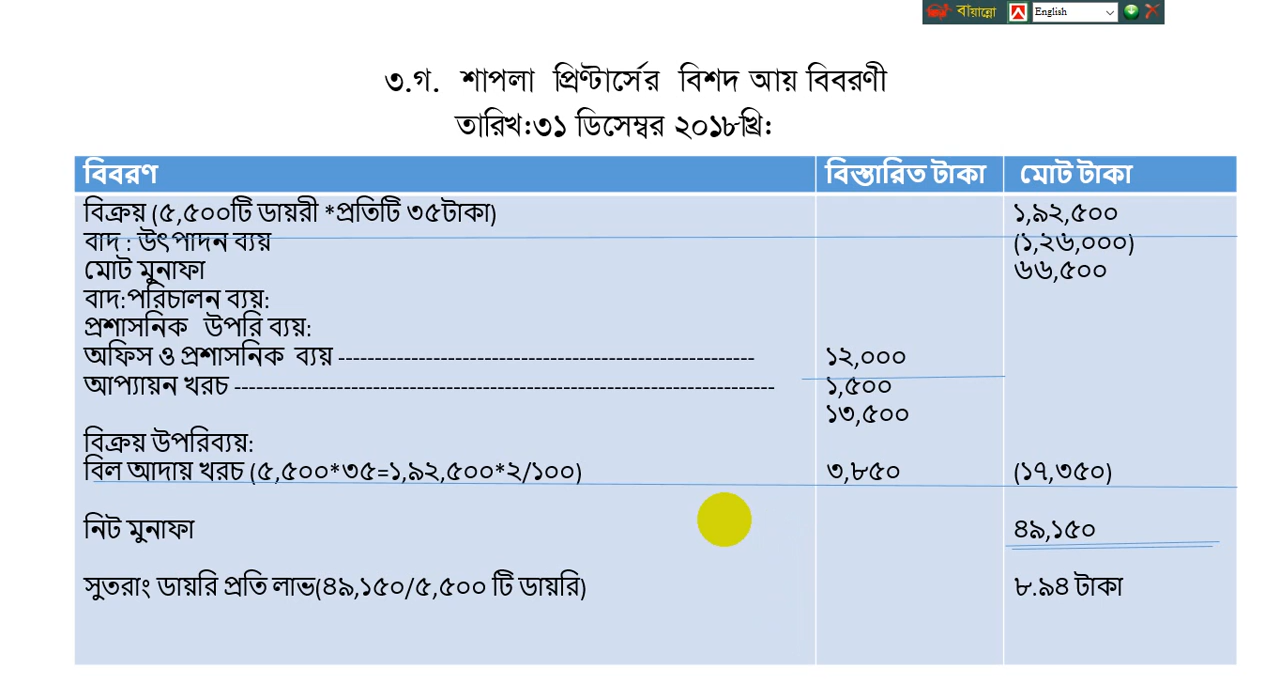 বাঁয়ান্নো English
৩.গ. শাপলা প্রিণ্টার্সের বিশদ আয় বিবরণী
তারিখ:৩১ ডিসেম্বর ২০১৮খ্রি:
বিবরণ বিস্তারিত টাকা মোট টাকা
বিক্রয় (৫,৫০০টি ডায়রী *প্রতিটি ৩৫টাকা) ১,৯২,৫০০
বাদ : উৎপাদন ব্যয় (১,২৬,০০০)
মোট মুনাফা ৬৬,৫০০
বাদ:পরিচালন ব্যয়:
প্রশাসনিক উপরি ব্যয়:
অফিস ও প্রশাসনিক ব্যয় --------------------------------------------------------- ১২,০০০
আপ্যায়ন খরচ -------------------------------------------------------------------------- ১,৫০০
১৩,৫০০
বিক্রয় উপরিব্যয়:
বিল আদায় খরচ (৫,৫০০*৩৫=১,৯২,৫০০*২/১০০) ৩,৮৫০ (১৭,৩৫০)
নিট মুনাফা ৪৯,১৫০
সুতরাং ডায়রি প্রতি লাভ(৪৯,১৫০/৫,৫০০ টি ডায়রি) ৮.৯৪ টাকা